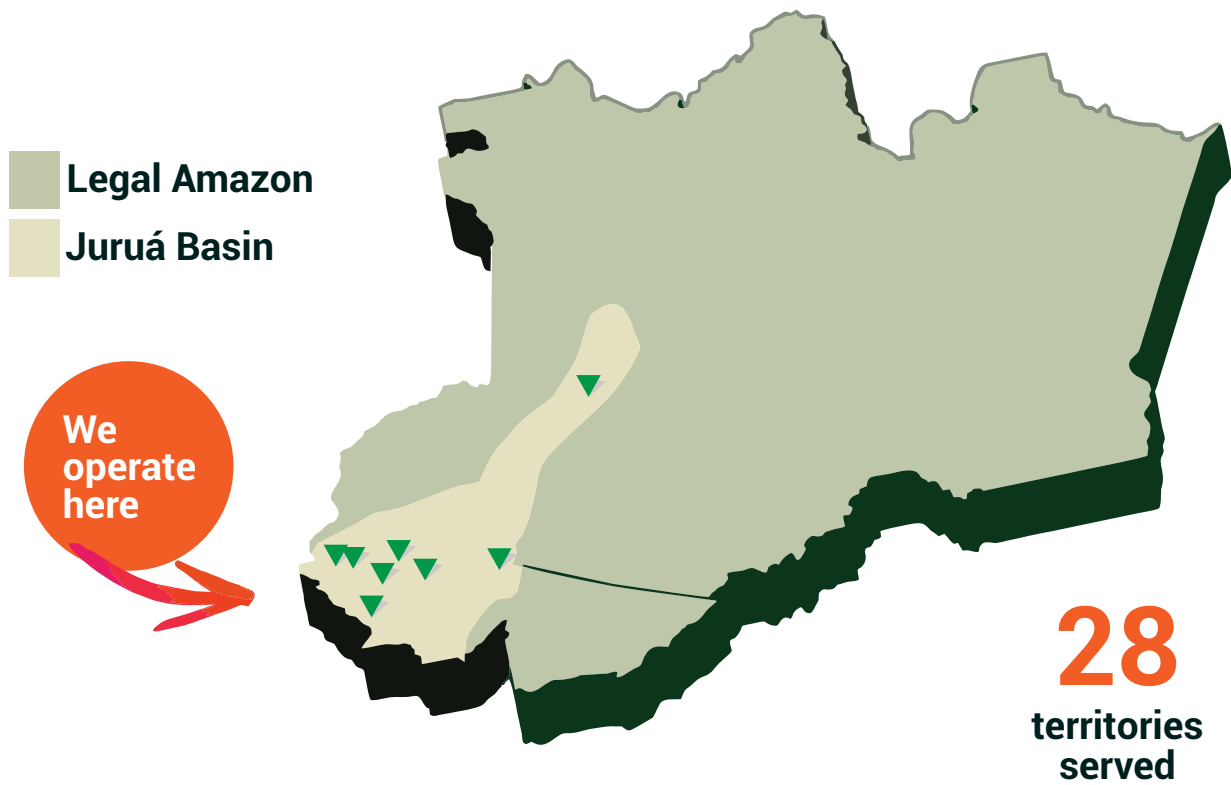 Legal Amazon
Juruá Basin
We
operate
here
28
territories
served